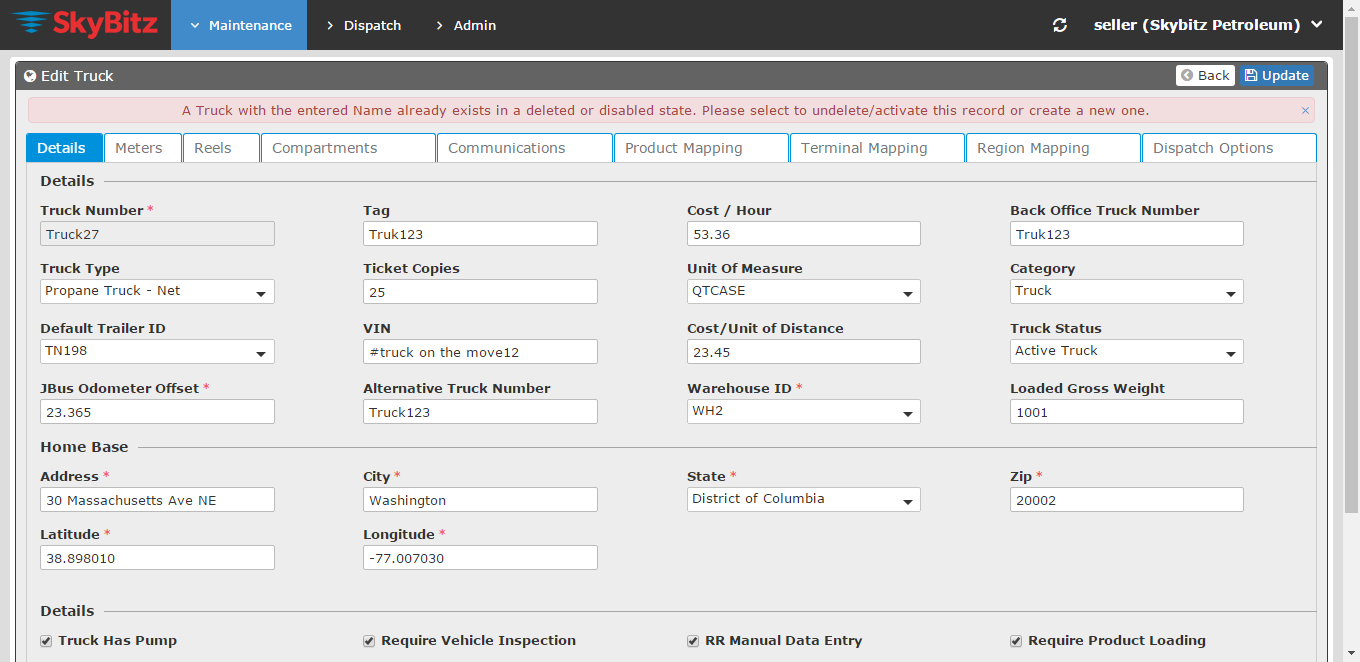 SkyBitz Maintenance Dispatch Admin seller (Skybitz Petroleum)
Edit Truck Back Update
A Truck with the entered Name already exists in a deleted or disabled state. Please select to undelete/activate this record or create a new one. ×
Details Meters Reels Compartments Communications Product Mapping Terminal Mapping Region Mapping Dispatch Options
Details
Truck Number * Tag Cost / Hour Back Office Truck Number
Truck27 Truk123 53.36 Truk123
Truck Type Ticket Copies Unit Of Measure Category
Propane Truck - Net 25 QTCASE Truck
Default Trailer ID VIN Cost/Unit of Distance Truck Status
TN198 #truck on the move12 23.45 Active Truck
JBus Odometer Offset * Alternative Truck Number Warehouse ID * Loaded Gross Weight
23.365 Truck123 WH2 1001
Home Base
Address * City * State * Zip *
30 Massachusetts Ave NE Washington District of Columbia 20002
Latitude * Longitude *
38.898010 -77.007030
Details
Truck Has Pump Require Vehicle Inspection RR Manual Data Entry Require Product Loading